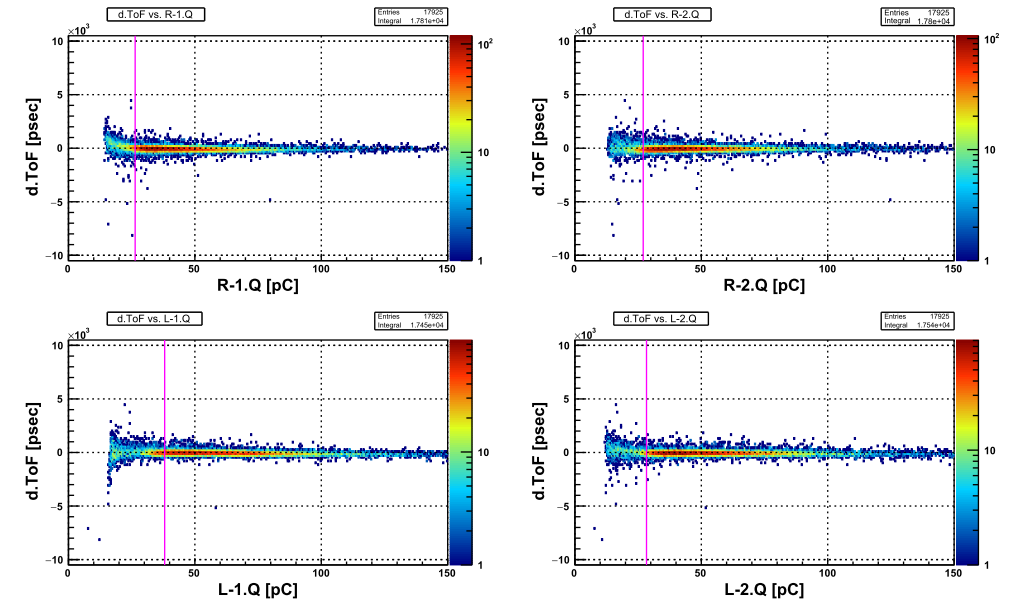 d.ToF vs. R-1.Q
Entries 17925
Integral 1.781e+04
×10³
d.ToF [psec]
10
5
0
−5
−10
0 50 100 150
R-1.Q [pC]
10²
10
1
d.ToF vs. R-2.Q
Entries 17925
Integral 1.78e+04
×10³
d.ToF [psec]
10
5
0
−5
−10
0 50 100 150
R-2.Q [pC]
10²
10
1
d.ToF vs. L-1.Q
Entries 17925
Integral 1.745e+04
×10³
d.ToF [psec]
10
5
0
−5
−10
0 50 100 150
L-1.Q [pC]
10
1
d.ToF vs. L-2.Q
Entries 17925
Integral 1.754e+04
×10³
d.ToF [psec]
10
5
0
−5
−10
0 50 100 150
L-2.Q [pC]
10
1